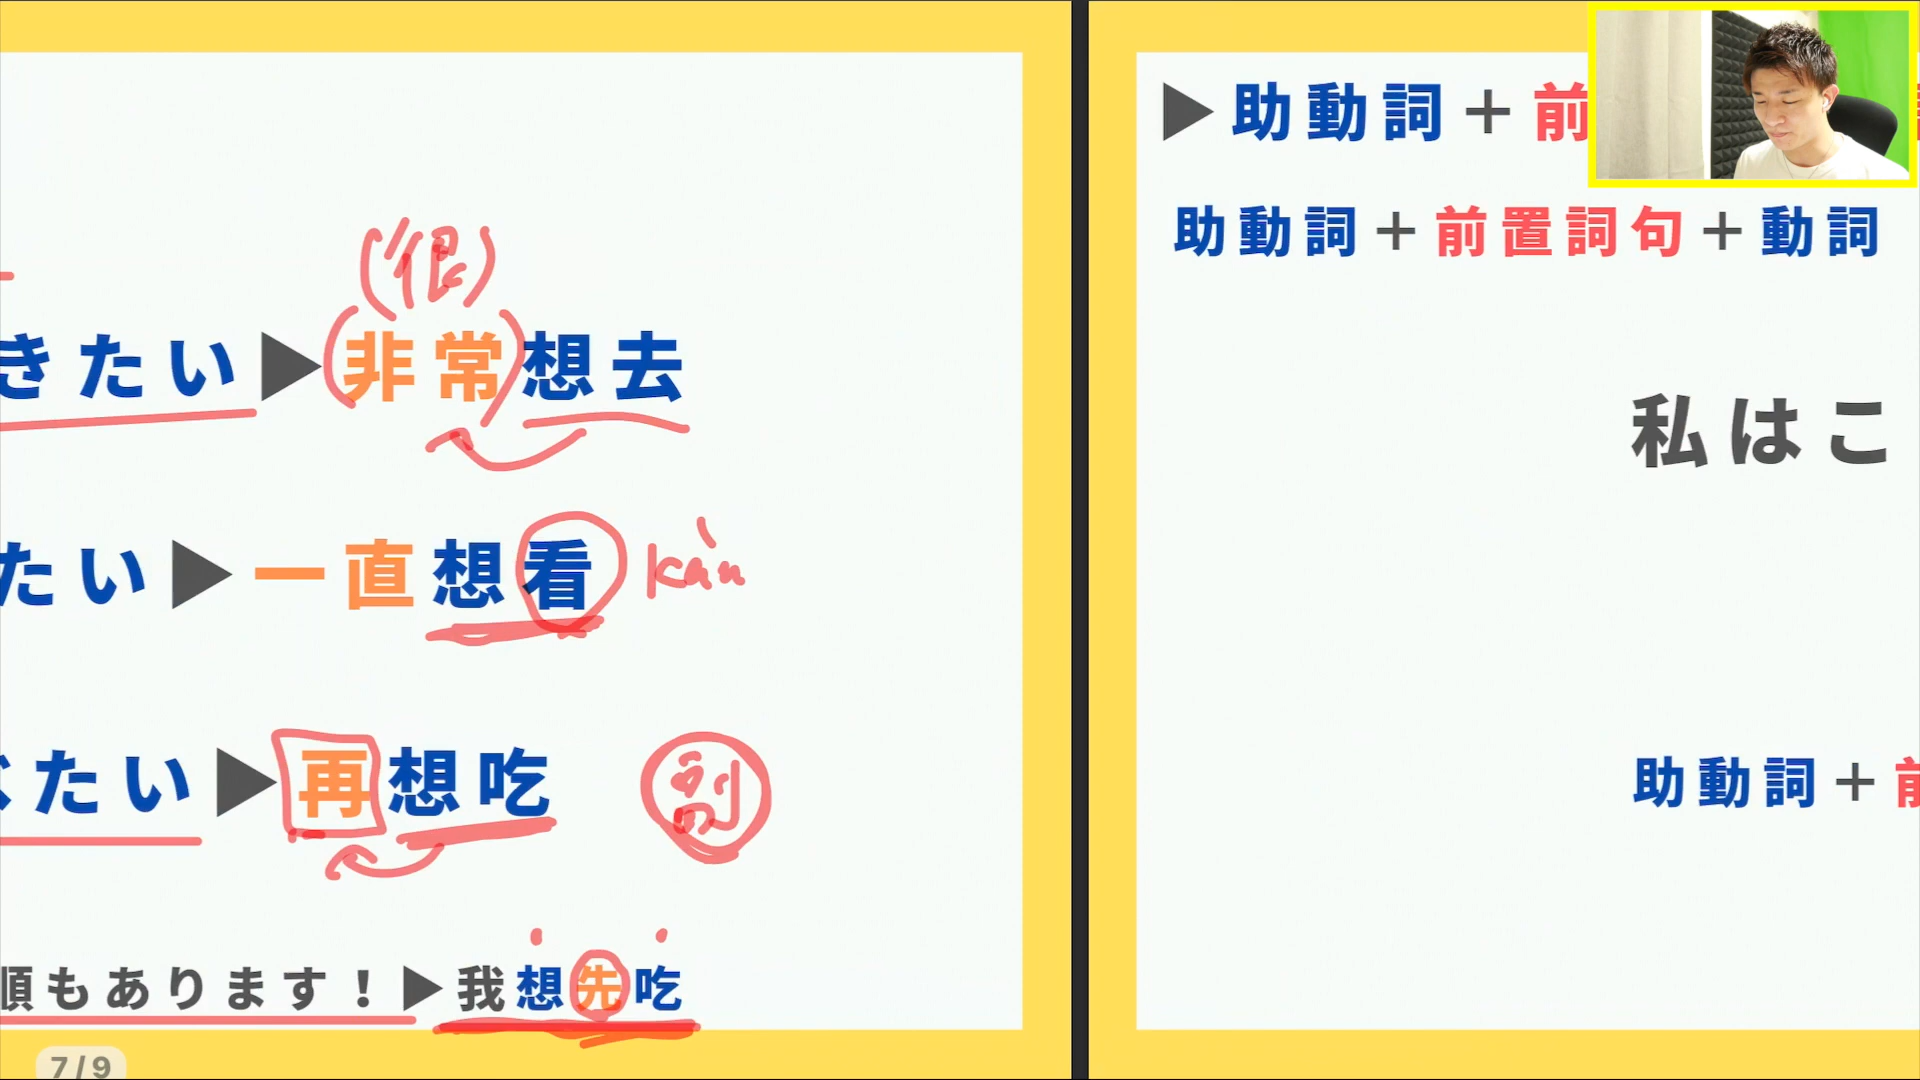 (很)
きたい▶(非常)想去
たい▶一直想看 kàn
たい▶再想吃 副
順もあります！▶我想先吃
7/9
▶助動詞＋前
助動詞＋前置詞句＋動詞
私はこ
助動詞＋前